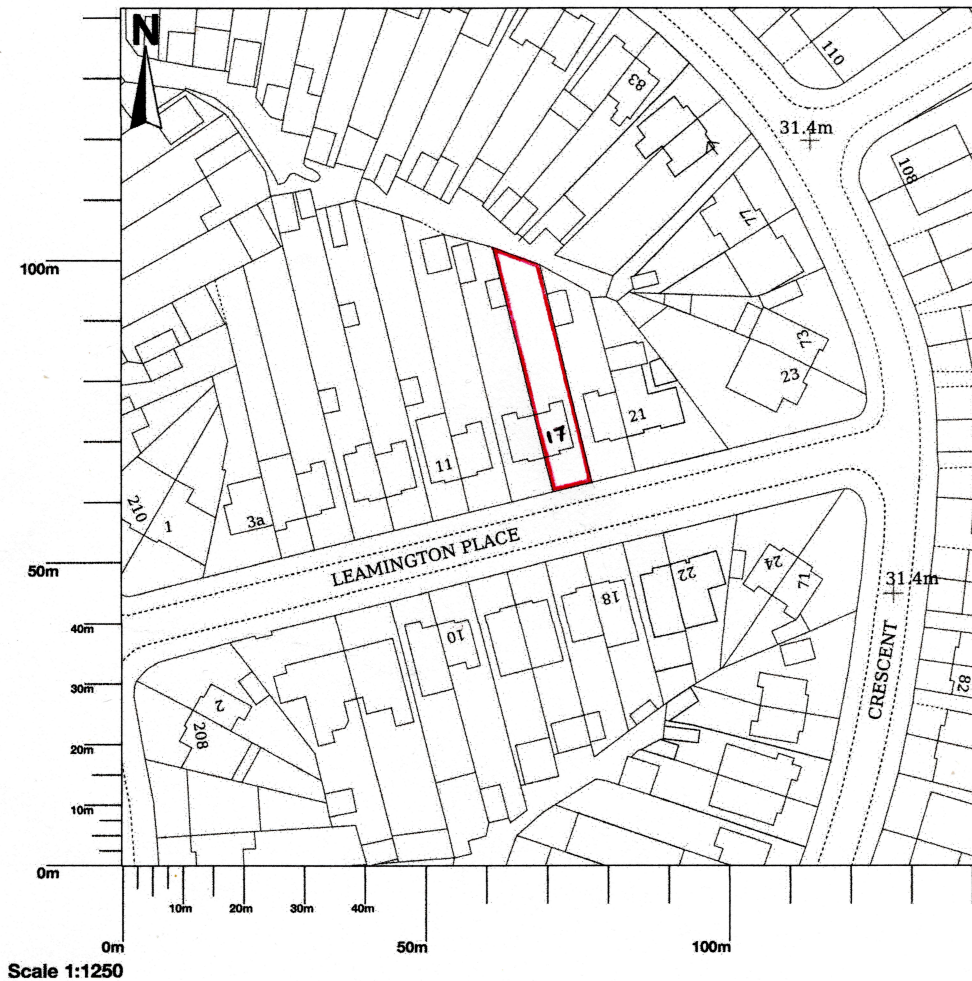 N
110
83
31.4m
108
77
100m
73
23
21
17
11
210
1
3a
LEAMINGTON PLACE
50m
22
24
71
31.4m
18
40m
10
CRESCENT
30m
82
2
208
20m
10m
0m
10m
20m
30m
40m
0m
50m
100m
Scale 1:1250